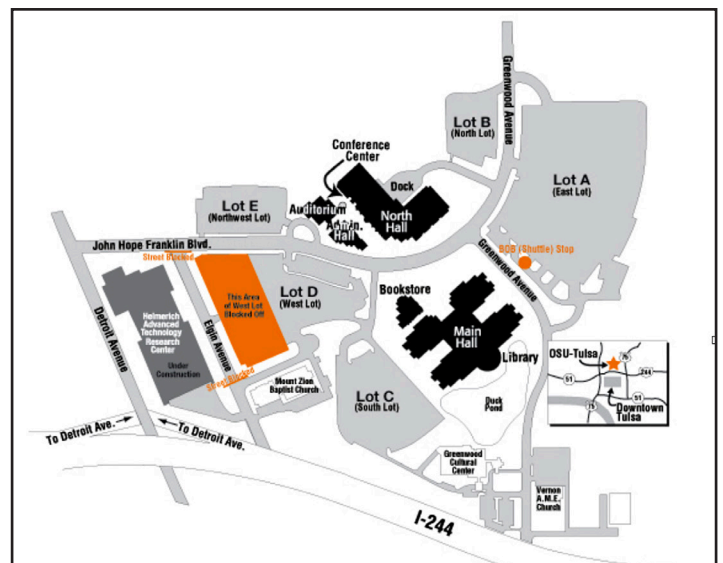 Greenwood Avenue
Lot B
(North Lot)
Lot A
(East Lot)
Conference
Center
Dock
Lot E
(Northwest Lot)
Auditorium
North
Hall
Admin.
Hall
John Hope Franklin Blvd.
Street Blocked
Greenwood Avenue
BOB (Shuttle) Stop
This Area
of West Lot
Blocked Off
Lot D
(West Lot)
Bookstore
Detroit Avenue
Helmerich
Advanced
Technology
Research
Center
Under
Construction
Elgin Avenue
Main
Hall
Library
OSU-Tulsa
75
244
51
51
75
Downtown
Tulsa
Street Blocked
Mount Zion
Baptist Church
Lot C
(South Lot)
Duck
Pond
To Detroit Ave.
To Detroit Ave.
Greenwood
Cultural
Center
Vernon
A.M.E.
Church
I-244